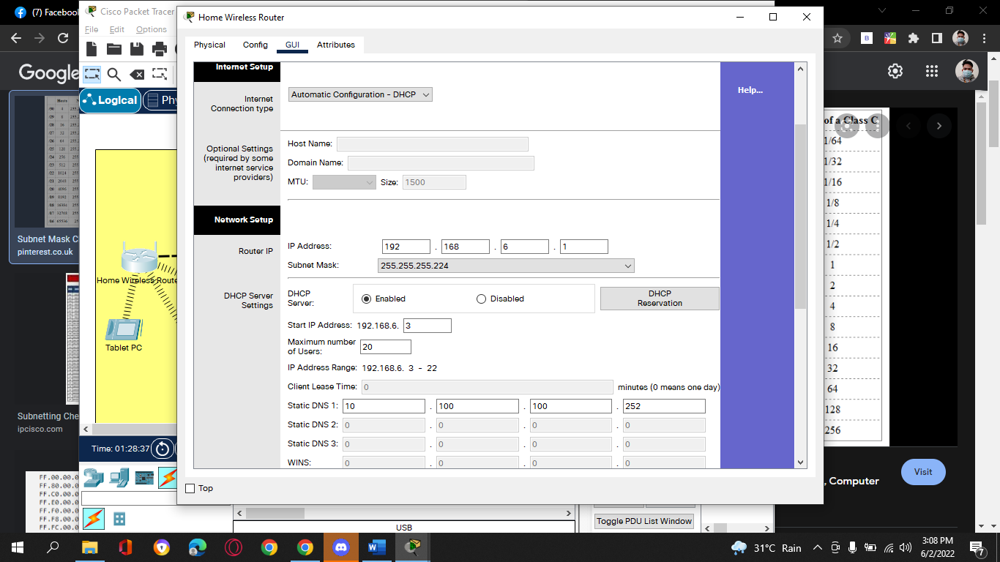 (7) Facebook
Cisco Packet Tracer
Home Wireless Router
File Edit Options
Physical Config GUI Attributes
Google
Logical
Internet Setup
Internet
Connection type
Automatic Configuration - DHCP
Help...
Optional Settings
(required by some
internet service
providers)
Host Name:
Domain Name:
MTU: Size: 1500
Network Setup
Router IP
IP Address: 192 . 168 . 6 . 1
Subnet Mask: 255.255.255.224
DHCP Server
Settings
DHCP
Server:
Enabled Disabled
DHCP
Reservation
Start IP Address: 192.168.6. 3
Maximum number
of Users: 20
IP Address Range: 192.168.6. 3 - 22
Client Lease Time: 0 minutes (0 means one day)
Static DNS 1: 10 . 100 . 100 . 252
Static DNS 2: 0 . 0 . 0 . 0
Static DNS 3: 0 . 0 . 0 . 0
WINS: 0 . 0 . 0 . 0
Top
Subnet Mask C
pinterest.co.uk
Home Wireless Route
Tablet PC
Subnetting Che
ipcisco.com
Time: 01:28:37
FF.00.00.0
FF.80.00.0
FF.C0.00.0
FF.E0.00.0
FF.F0.00.0
FF.F8.00.0
FF.FC.00.0
of a Class C
1/64
1/32
1/16
1/8
1/4
1/2
1
2
4
8
16
32
64
128
256
, Computer
Visit
USB
Toggle PDU List Window
31°C Rain
3:08 PM
6/2/2022
7